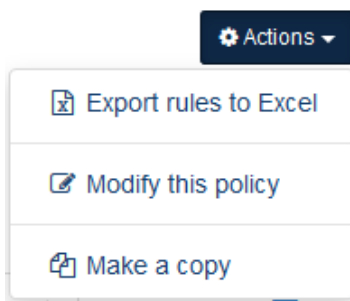 Actions
Export rules to Excel
Modify this policy
Make a copy